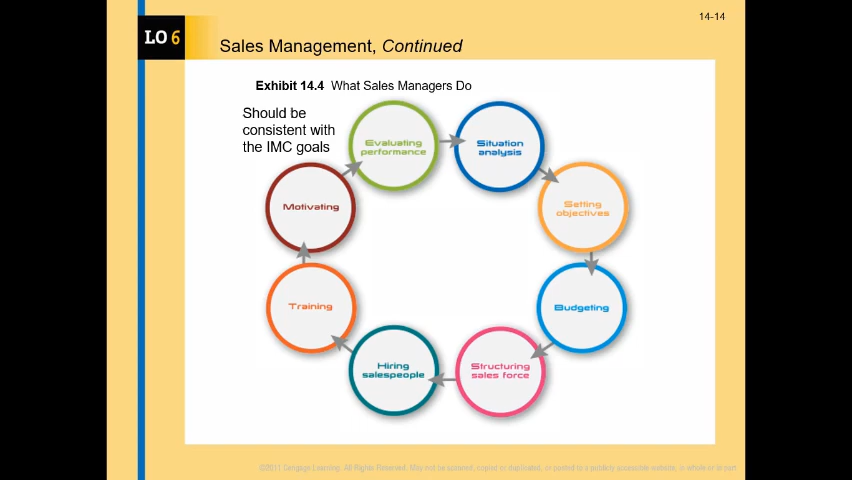 14-14
LO 6
Sales Management, Continued
Exhibit 14.4 What Sales Managers Do
Should be
consistent with
the IMC goals
Evaluating
performance
Situation
analysis
Setting
objectives
Budgeting
Structuring
sales force
Hiring
salespeople
Training
Motivating
©2011 Cengage Learning. All Rights Reserved. May not be scanned, copied or duplicated, or posted to a publicly accessible website, in whole or in part.